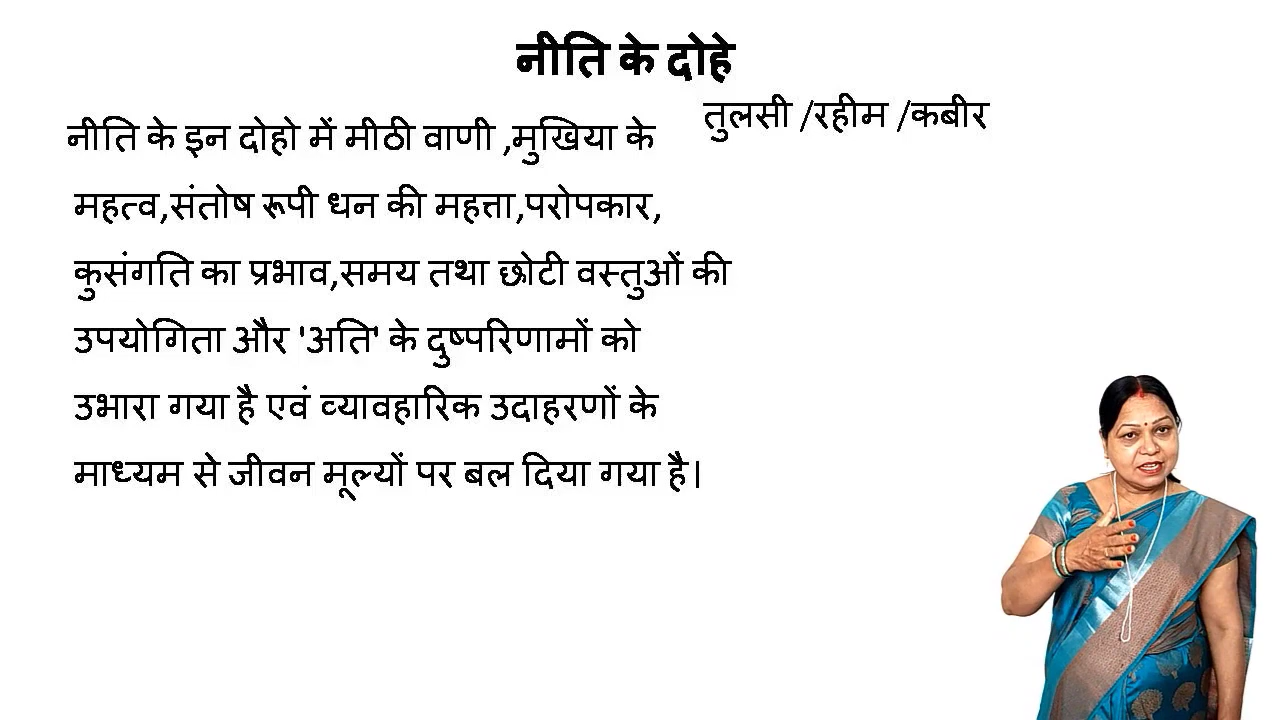 नीति के दोहे
तुलसी /रहीम /कबीर
नीति के इन दोहो में मीठी वाणी ,मुखिया के
महत्व,संतोष रूपी धन की महत्ता,परोपकार,
कुसंगति का प्रभाव,समय तथा छोटी वस्तुओं की
उपयोगिता और 'अति' के दुष्परिणामों को
उभारा गया है एवं व्यावहारिक उदाहरणों के
माध्यम से जीवन मूल्यों पर बल दिया गया है।